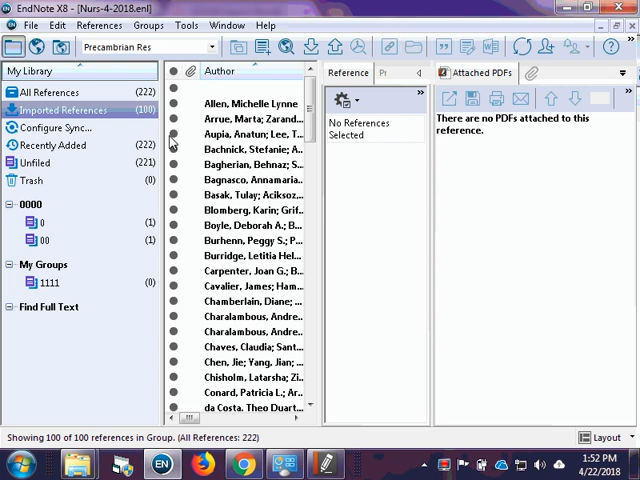 EndNote X8 - [Nurs-4-2018.enl]
File Edit References Groups Tools Window Help
Precambrian Res
My Library
All References (222)
Imported References (100)
Configure Sync...
Recently Added (222)
Unfiled (221)
Trash (0)
0000
0 (1)
00 (1)
My Groups
1111 (0)
Find Full Text
Author
Allen, Michelle Lynne
Arrue, Marta; Zarand...
Aupia, Anatun; Lee, T...
Bachnick, Stefanie; A...
Bagherian, Behnaz; S...
Bagnasco, Annamaria...
Basak, Tulay; Aciksoz,...
Blomberg, Karin; Grif...
Boyle, Deborah A.; B...
Burhenn, Peggy S.; P...
Burridge, Letitia Hel...
Carpenter, Joan G.; B...
Cavalier, James; Ham...
Chamberlain, Diane; ...
Charalambous, Andre...
Charalambous, Andre...
Chaves, Claudia; Sant...
Chen, Jie; Yang, Jian; ...
Chisholm, Latarsha; Zi...
Conard, Patricia L.; Ar...
da Costa, Theo Duart...
Reference Pr
No References
Selected
Attached PDFs
There are no PDFs attached to this
reference.
Showing 100 of 100 references in Group. (All References: 222)
Layout
EN
1:52 PM
4/22/2018